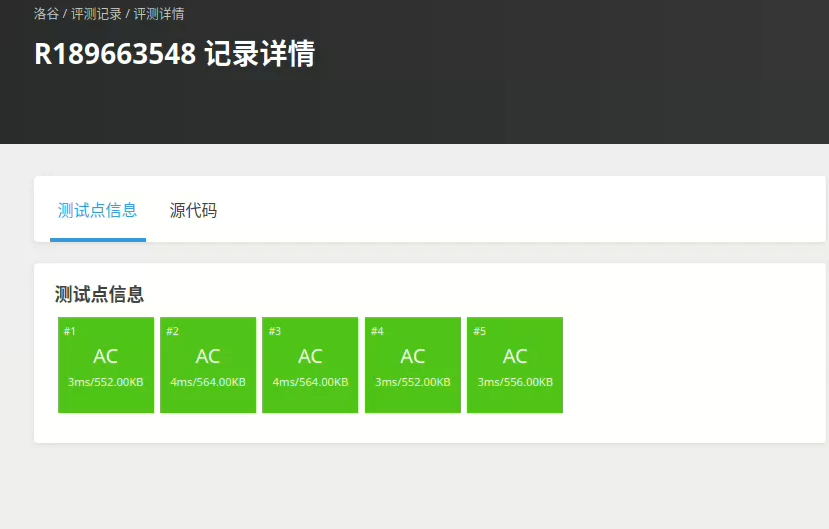 洛谷 / 评测记录 / 评测详情
R189663548 记录详情
测试点信息 源代码
测试点信息
#1 #2 #3 #4 #5
AC AC AC AC AC
3ms/552.00KB 4ms/564.00KB 4ms/564.00KB 3ms/552.00KB 3ms/556.00KB